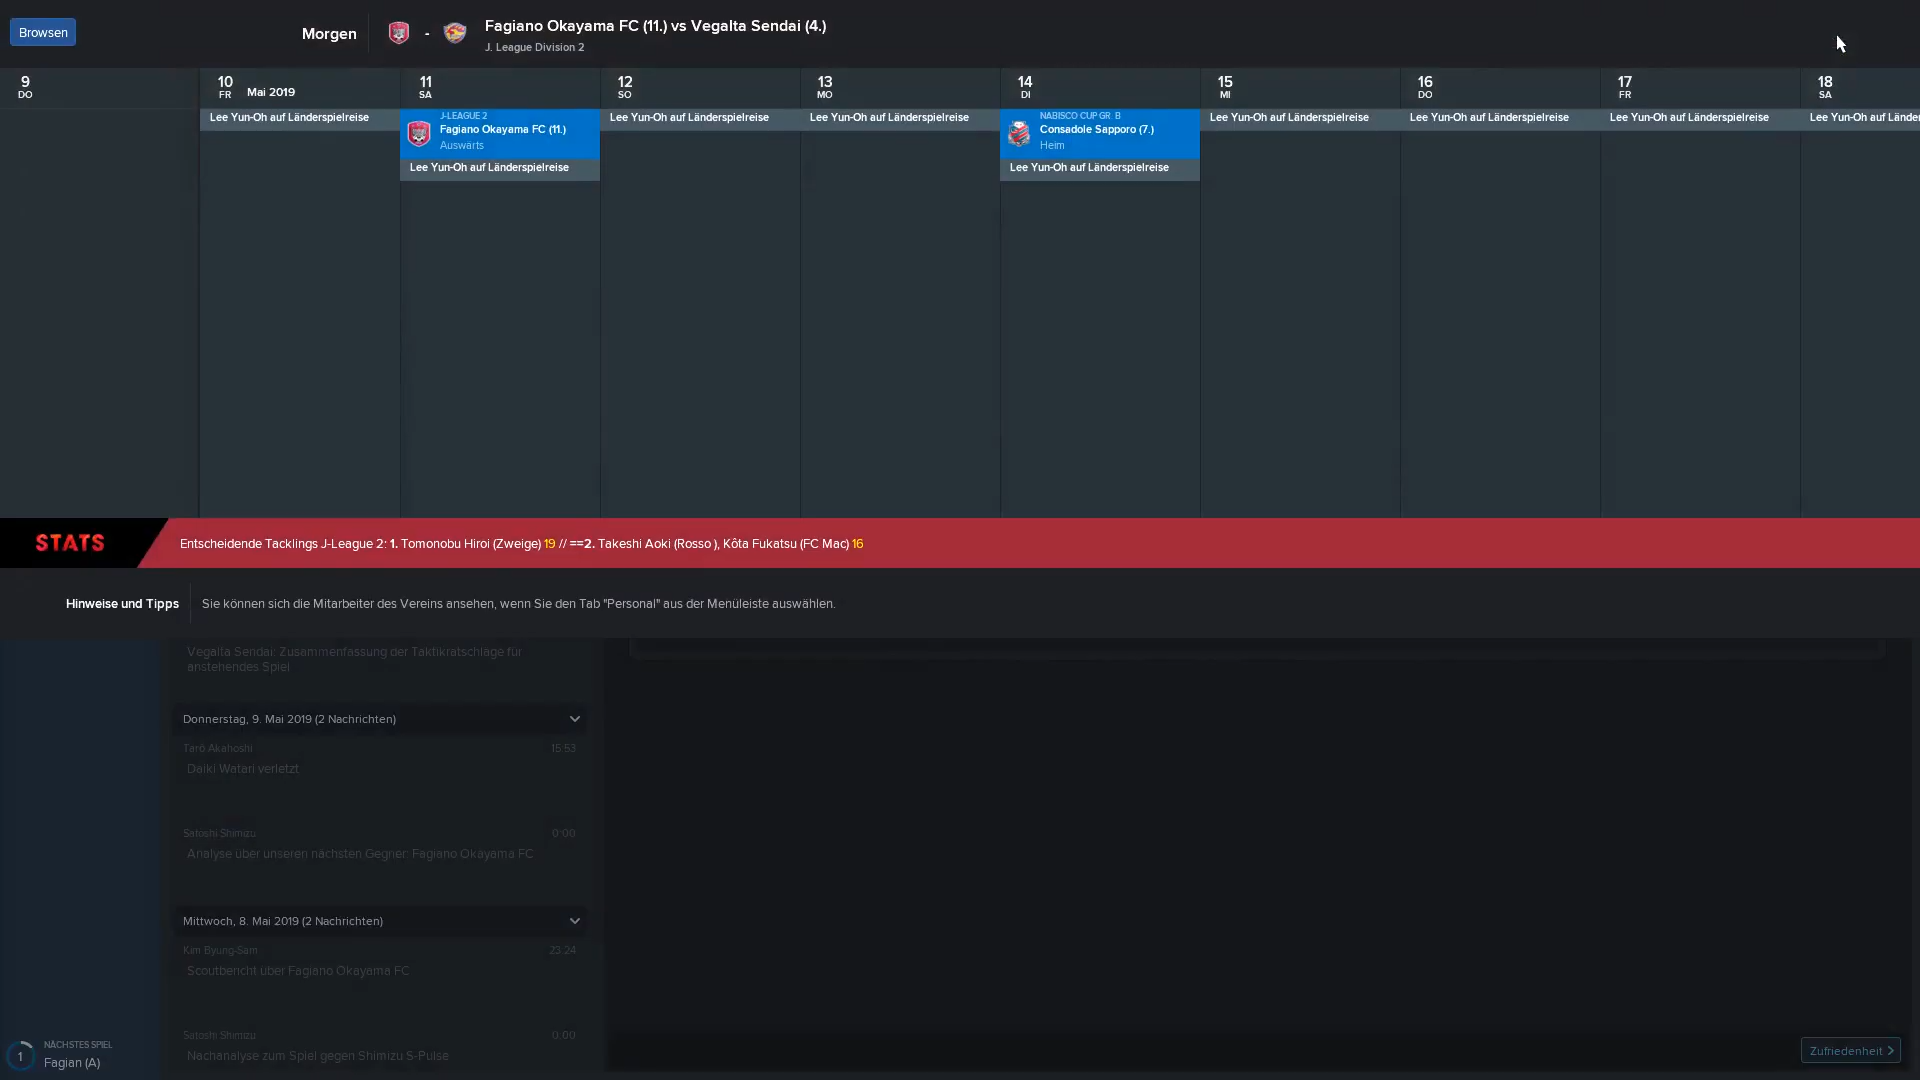 Browsen
Morgen
-
Fagiano Okayama FC (11.) vs Vegalta Sendai (4.)
J. League Division 2
9
DO
10
FR
Mai 2019
11
SA
12
SO
13
MO
14
DI
15
MI
16
DO
17
FR
18
SA
Lee Yun-Oh auf Länderspielreise
J-LEAGUE 2
Fagiano Okayama FC (11.)
Auswärts
Lee Yun-Oh auf Länderspielreise
Lee Yun-Oh auf Länderspielreise
Lee Yun-Oh auf Länderspielreise
NABISCO CUP GR. B
Consadole Sapporo (7.)
Heim
Lee Yun-Oh auf Länderspielreise
Lee Yun-Oh auf Länderspielreise
Lee Yun-Oh auf Länderspielreise
Lee Yun-Oh auf Länderspielreise
Lee Yun-Oh auf Lände
STATS
Entscheidende Tacklings J-League 2: 1. Tomonobu Hiroi (Zweige) 19 // ==2. Takeshi Aoki (Rosso ), Kôta Fukatsu (FC Mac) 16
Hinweise und Tipps
Sie können sich die Mitarbeiter des Vereins ansehen, wenn Sie den Tab "Personal" aus der Menüleiste auswählen.
Vegalta Sendai: Zusammenfassung der Taktikratschläge für
anstehendes Spiel
Donnerstag, 9. Mai 2019 (2 Nachrichten)
Tarô Akahoshi
15:53
Daiki Watari verletzt
Satoshi Shimizu
0:00
Analyse über unseren nächsten Gegner: Fagiano Okayama FC
Mittwoch, 8. Mai 2019 (2 Nachrichten)
Kim Byung-Sam
23:24
Scoutbericht über Fagiano Okayama FC
Satoshi Shimizu
0:00
Nachanalyse zum Spiel gegen Shimizu S-Pulse
1
NÄCHSTES SPIEL
Fagian (A)
Zufriedenheit